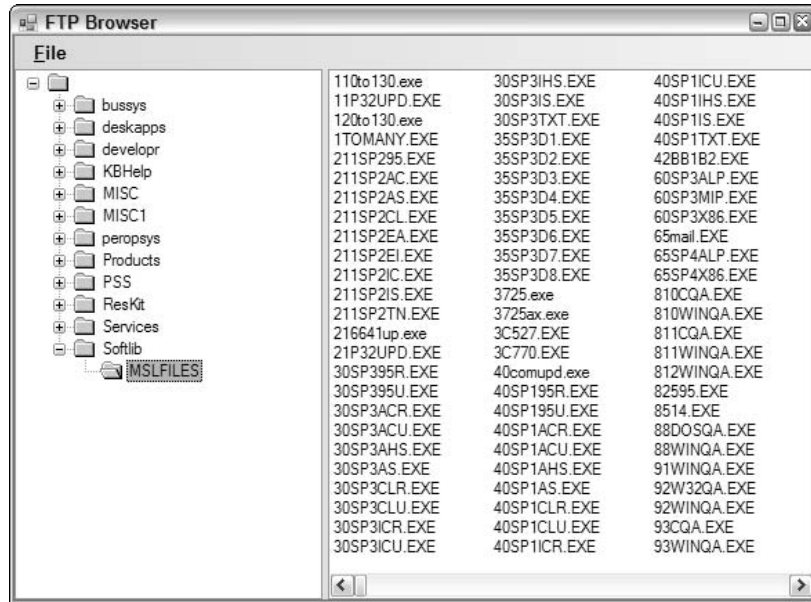 FTP Browser
File
bussys
deskapps
developr
KBHelp
MISC
MISC1
peropsys
Products
PSS
ResKit
Services
Softlib
MSLFILES
110to130.exe
11P32UPD.EXE
120to130.exe
1TOMANY.EXE
211SP295.EXE
211SP2AC.EXE
211SP2AS.EXE
211SP2CL.EXE
211SP2EA.EXE
211SP2EI.EXE
211SP2IC.EXE
211SP2IS.EXE
211SP2TN.EXE
216641up.exe
21P32UPD.EXE
30SP395R.EXE
30SP395U.EXE
30SP3ACR.EXE
30SP3ACU.EXE
30SP3AHS.EXE
30SP3AS.EXE
30SP3CLR.EXE
30SP3CLU.EXE
30SP3ICR.EXE
30SP3ICU.EXE
30SP3IHS.EXE
30SP3IS.EXE
30SP3TXT.EXE
35SP3D1.EXE
35SP3D2.EXE
35SP3D3.EXE
35SP3D4.EXE
35SP3D5.EXE
35SP3D6.EXE
35SP3D7.EXE
35SP3D8.EXE
3725.exe
3725ax.exe
3C527.EXE
3C770.EXE
40comupd.exe
40SP195R.EXE
40SP195U.EXE
40SP1ACR.EXE
40SP1ACU.EXE
40SP1AHS.EXE
40SP1AS.EXE
40SP1CLR.EXE
40SP1CLU.EXE
40SP1ICR.EXE
40SP1ICU.EXE
40SP1IHS.EXE
40SP1IS.EXE
40SP1TXT.EXE
42BB1B2.EXE
60SP3ALP.EXE
60SP3MIP.EXE
60SP3X86.EXE
65mail.EXE
65SP4ALP.EXE
65SP4X86.EXE
810CQA.EXE
810WINQA.EXE
811CQA.EXE
811WINQA.EXE
812WINQA.EXE
82595.EXE
8514.EXE
88DOSQA.EXE
88WINQA.EXE
91WINQA.EXE
92W32QA.EXE
92WINQA.EXE
93CQA.EXE
93WINQA.EXE